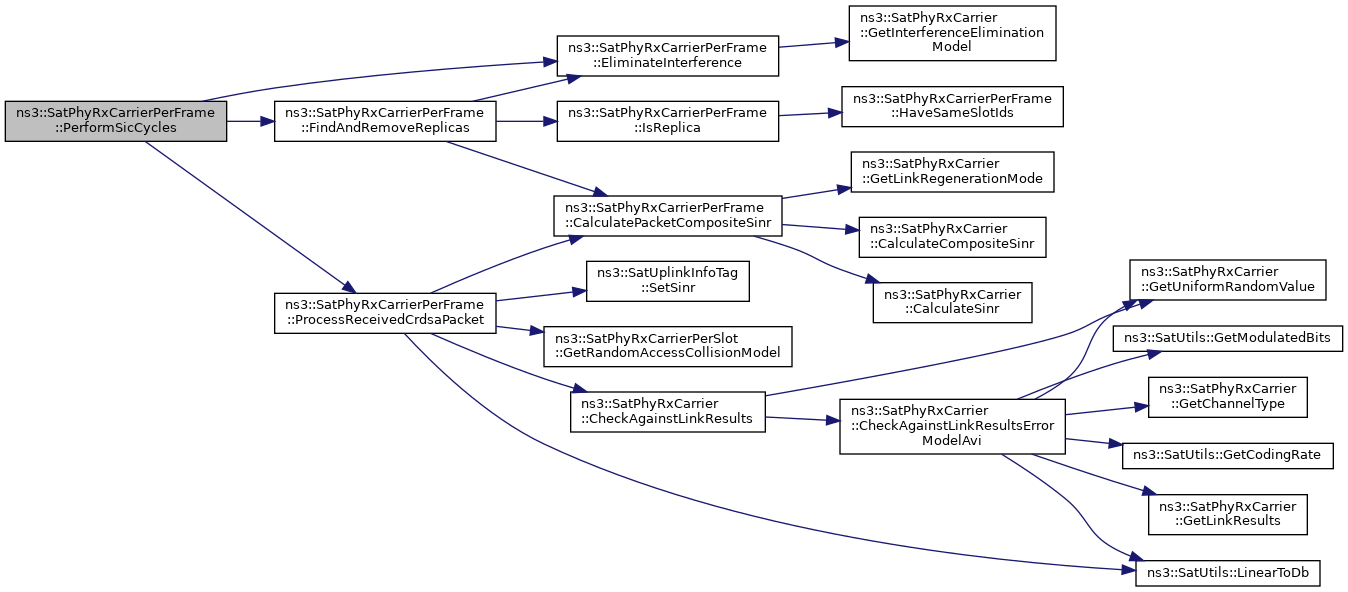 ns3::SatPhyRxCarrierPerFrame
::PerformSicCycles
ns3::SatPhyRxCarrierPerFrame
::FindAndRemoveReplicas
ns3::SatPhyRxCarrierPerFrame
::ProcessReceivedCrdsaPacket
ns3::SatPhyRxCarrierPerFrame
::EliminateInterference
ns3::SatPhyRxCarrierPerFrame
::IsReplica
ns3::SatPhyRxCarrierPerFrame
::CalculatePacketCompositeSinr
ns3::SatUplinkInfoTag
::SetSinr
ns3::SatPhyRxCarrierPerSlot
::GetRandomAccessCollisionModel
ns3::SatPhyRxCarrier
::CheckAgainstLinkResults
ns3::SatPhyRxCarrier
::GetInterferenceElimination
Model
ns3::SatPhyRxCarrierPerFrame
::HaveSameSlotIds
ns3::SatPhyRxCarrier
::GetLinkRegenerationMode
ns3::SatPhyRxCarrier
::CalculateCompositeSinr
ns3::SatPhyRxCarrier
::CalculateSinr
ns3::SatPhyRxCarrier
::CheckAgainstLinkResultsError
ModelAvi
ns3::SatPhyRxCarrier
::GetUniformRandomValue
ns3::SatUtils::GetModulatedBits
ns3::SatPhyRxCarrier
::GetChannelType
ns3::SatUtils::GetCodingRate
ns3::SatPhyRxCarrier
::GetLinkResults
ns3::SatUtils::LinearToDb